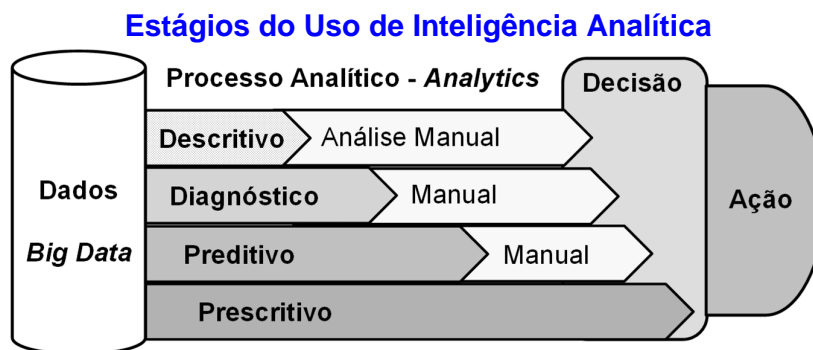 Estágios do Uso de Inteligência Analítica
Processo Analítico - Analytics
Decisão
Descritivo
Análise Manual
Dados
Big Data
Diagnóstico
Manual
Ação
Preditivo
Manual
Prescritivo